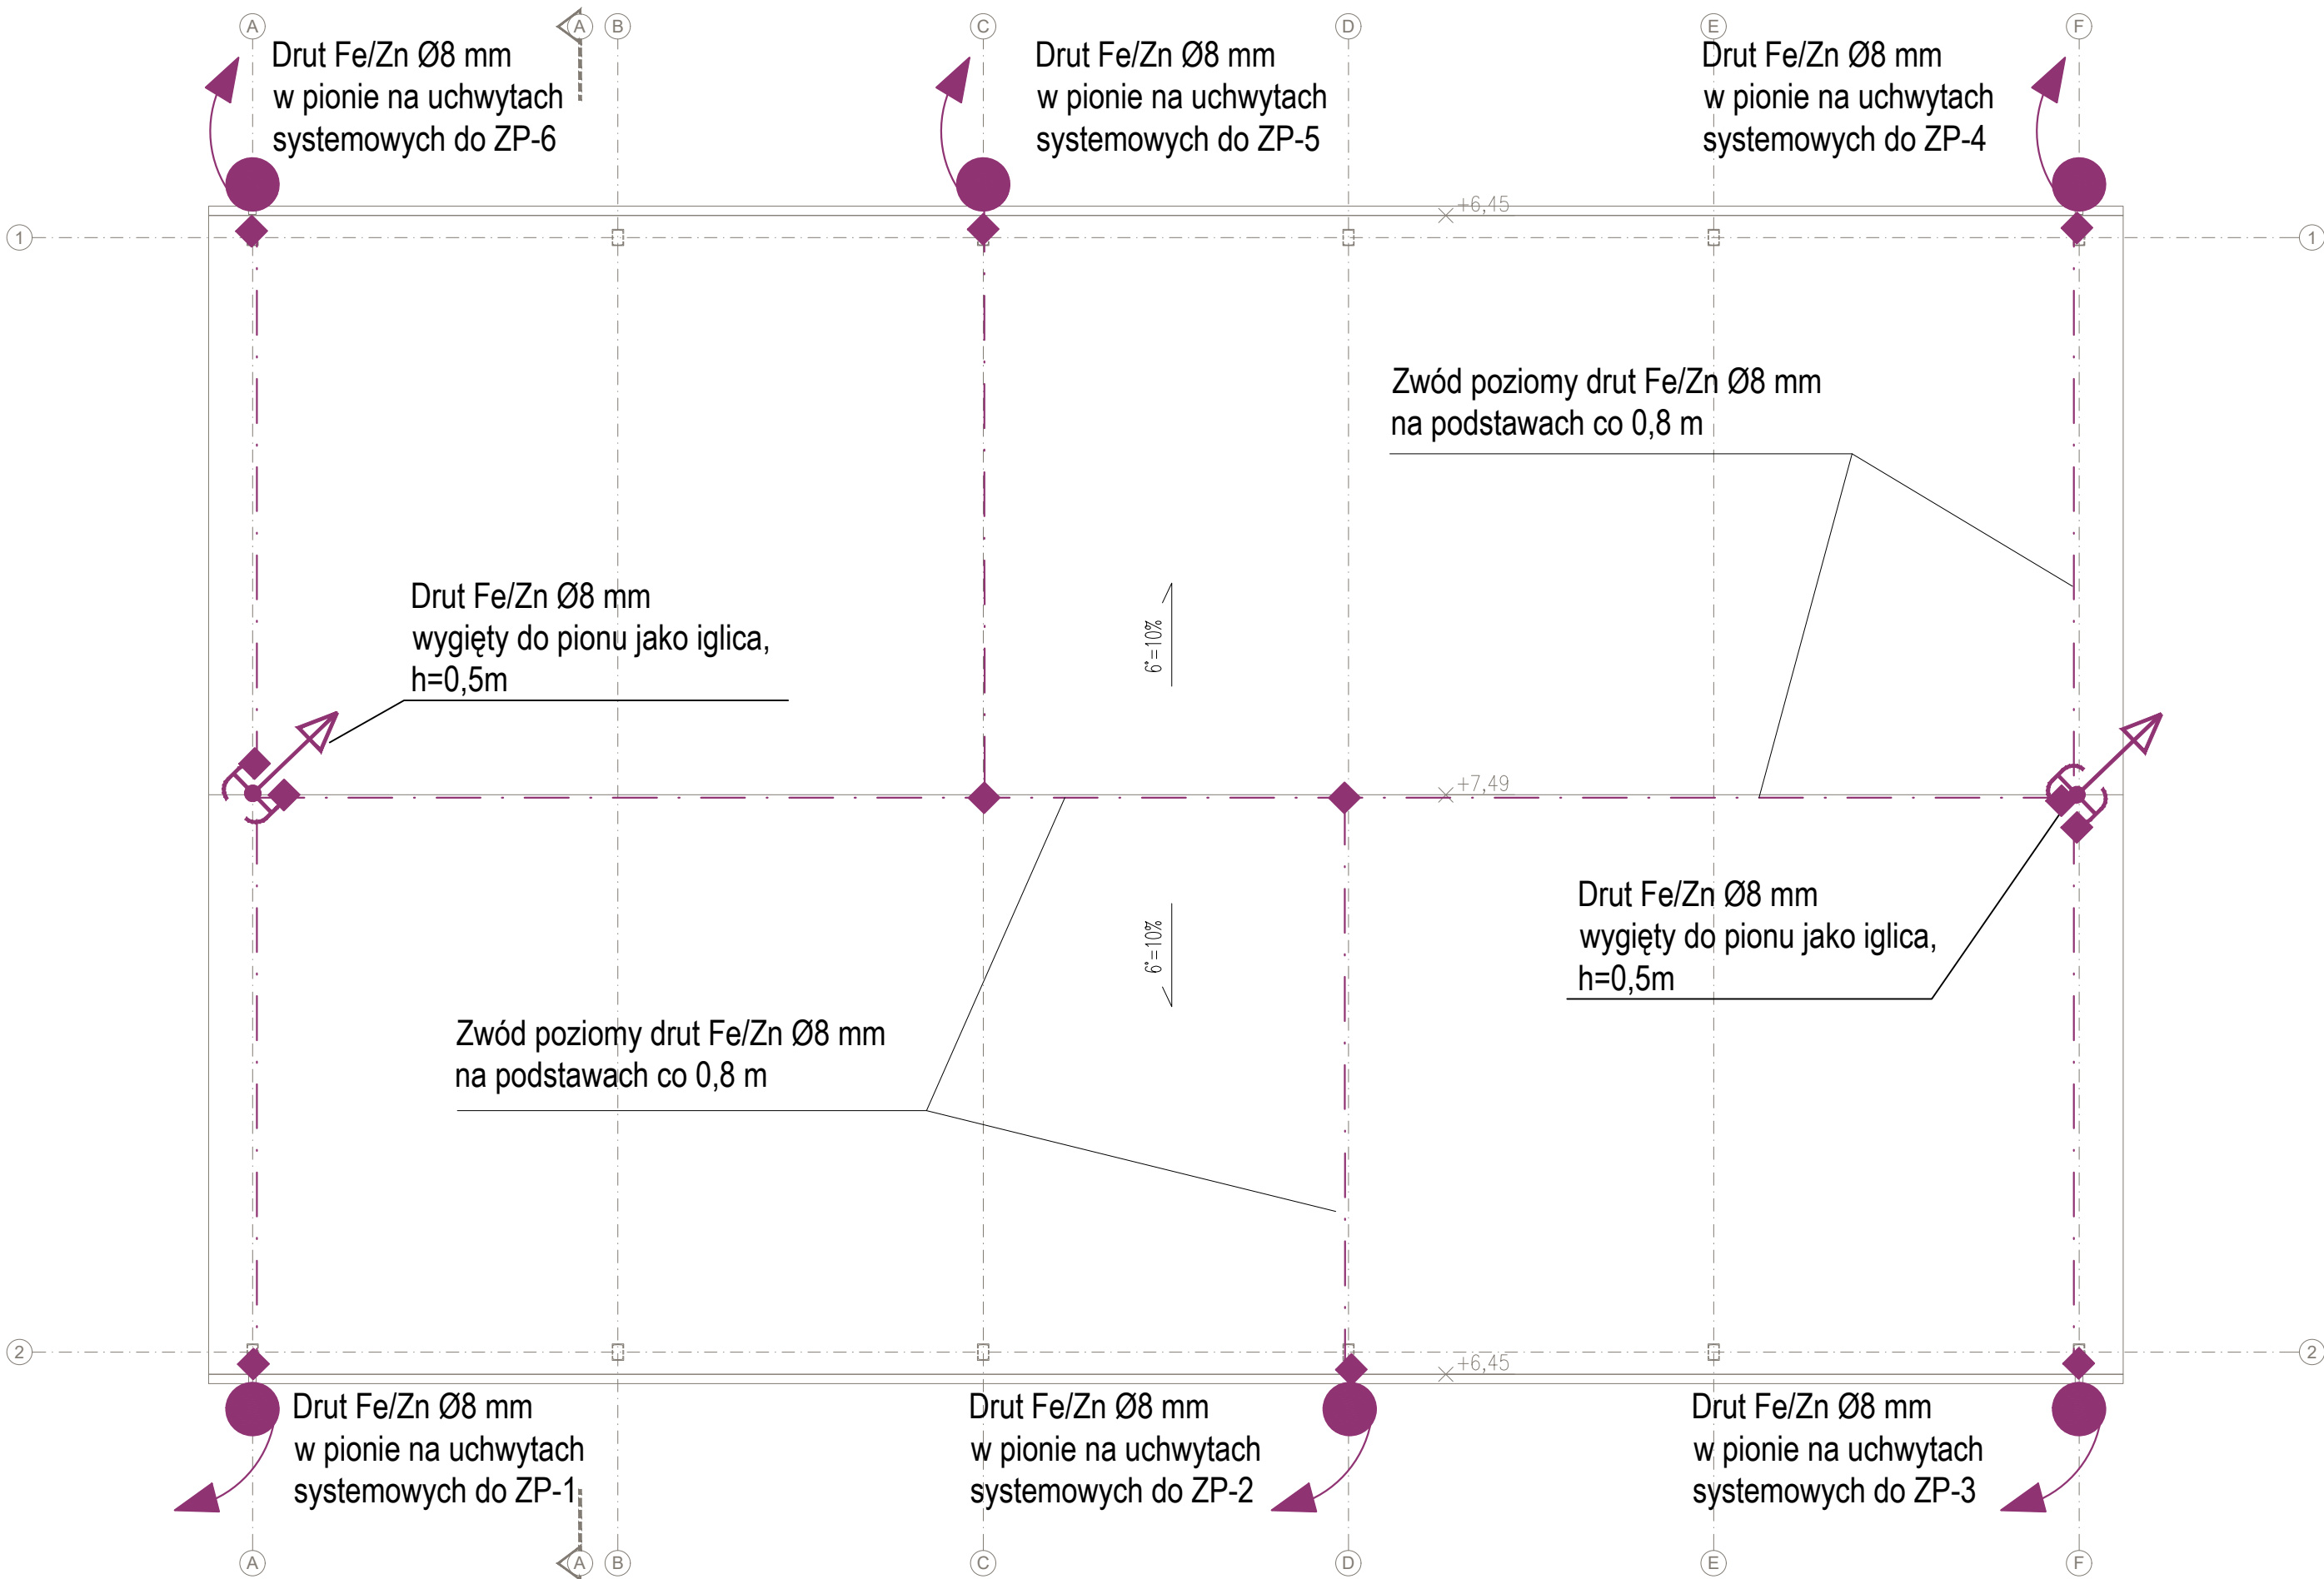 A
A
B
C
D
E
F
Drut Fe/Zn Ø8 mm
w pionie na uchwytach
systemowych do ZP-6
Drut Fe/Zn Ø8 mm
w pionie na uchwytach
systemowych do ZP-5
Drut Fe/Zn Ø8 mm
w pionie na uchwytach
systemowych do ZP-4
+6,45
1
1
Zwód poziomy drut Fe/Zn Ø8 mm
na podstawach co 0,8 m
Drut Fe/Zn Ø8 mm
wygięty do pionu jako iglica,
h=0,5m
6°=10%
+7,49
Drut Fe/Zn Ø8 mm
wygięty do pionu jako iglica,
h=0,5m
6°=10%
Zwód poziomy drut Fe/Zn Ø8 mm
na podstawach co 0,8 m
2
2
+6,45
Drut Fe/Zn Ø8 mm
w pionie na uchwytach
systemowych do ZP-1
Drut Fe/Zn Ø8 mm
w pionie na uchwytach
systemowych do ZP-2
Drut Fe/Zn Ø8 mm
w pionie na uchwytach
systemowych do ZP-3
A
A
B
C
D
E
F